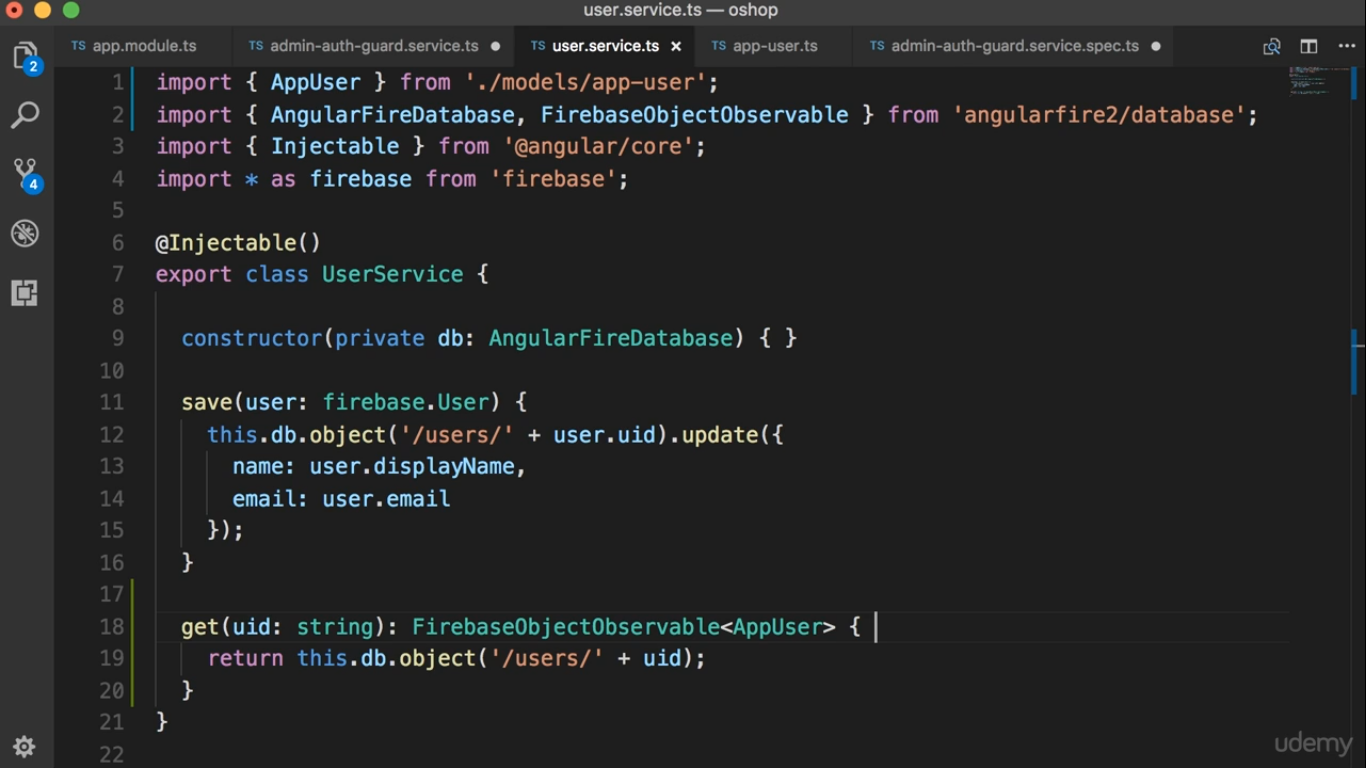 user.service.ts — oshop
TS app.module.ts TS admin-auth-guard.service.ts TS user.service.ts TS app-user.ts TS admin-auth-guard.service.spec.ts
2
4
1 import { AppUser } from './models/app-user';
2 import { AngularFireDatabase, FirebaseObjectObservable } from 'angularfire2/database';
3 import { Injectable } from '@angular/core';
4 import * as firebase from 'firebase';
5
6 @Injectable()
7 export class UserService {
8
9   constructor(private db: AngularFireDatabase) { }
10
11   save(user: firebase.User) {
12     this.db.object('/users/' + user.uid).update({
13       name: user.displayName,
14       email: user.email
15     });
16   }
17
18   get(uid: string): FirebaseObjectObservable<AppUser> {
19     return this.db.object('/users/' + uid);
20   }
21 }
22
udemy